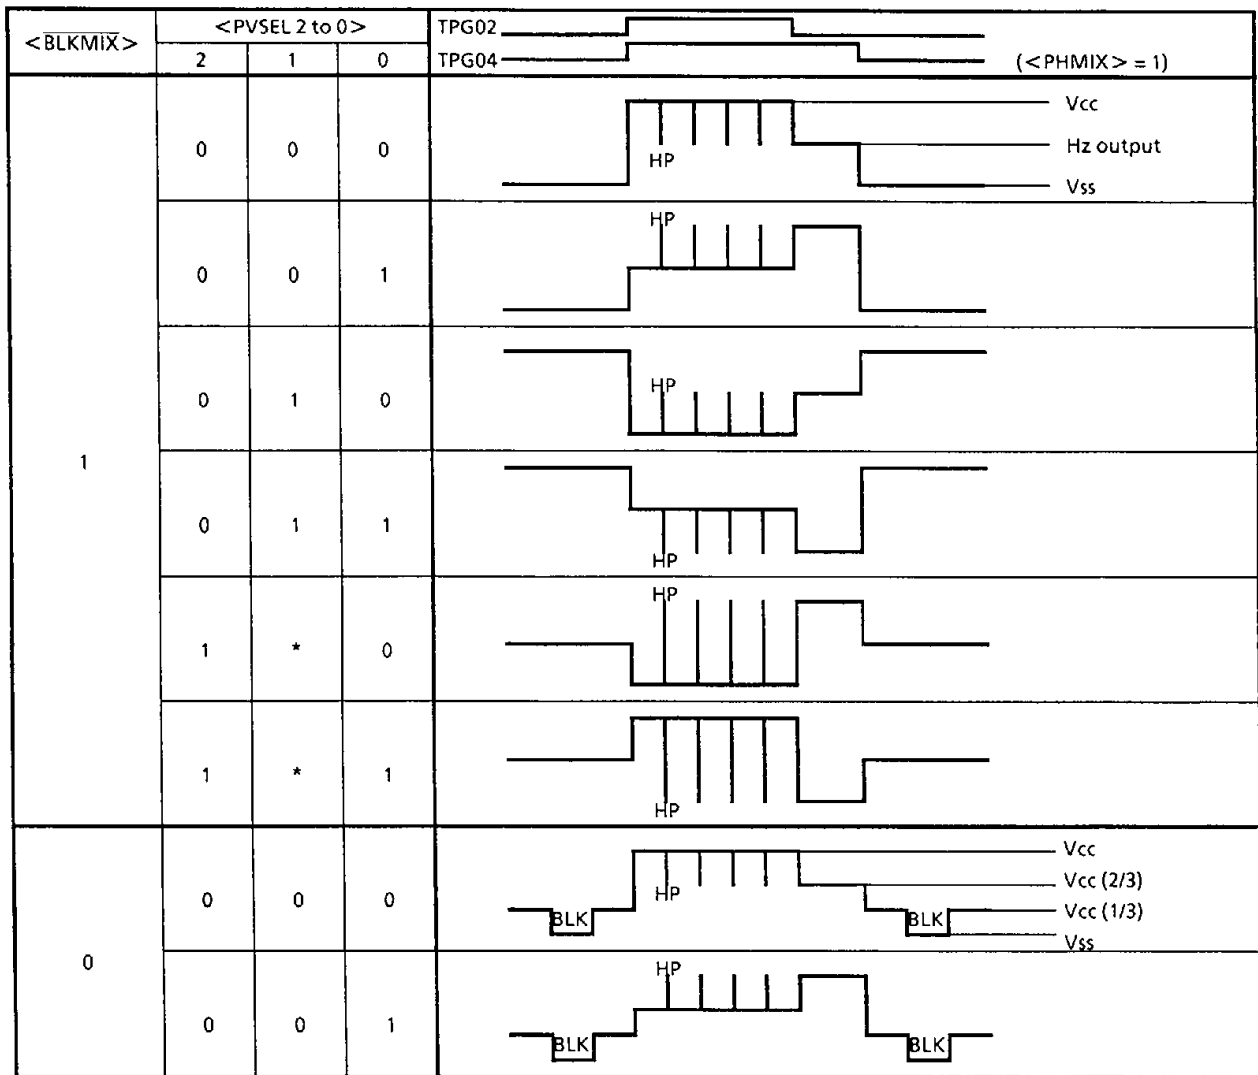 <BLKMIX> <PVSEL 2 to 0> TPG02
2 1 0 TPG04 (<PHMIX> = 1)
Vcc
0 0 0 HP Hz output
Vss
HP
0 0 1
HP
0 1 0
1
0 1 1
HP
HP
1 * 0
1 * 1
HP
Vcc
HP Vcc (2/3)
0 0 0 BLK BLK Vcc (1/3)
Vss
0
HP
0 0 1
BLK BLK